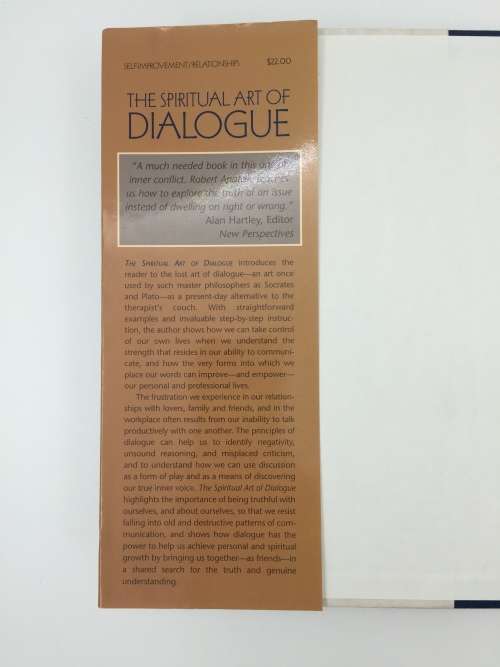 SELF-IMPROVEMENT/RELATIONSHIPS $22.00
THE SPIRITUAL ART OF
DIALOGUE
"A much needed book in this
inner conflict. Robert
us how to explore the truth of an issue
instead of dwelling on right or wrong."
Alan Hartley, Editor
New Perspectives
THE SPIRITUAL ART OF DIALOGUE introduces the
reader to the lost art of dialogue—an art once
used by such master philosophers as Socrates
and Plato—as a present-day alternative to the
therapist's couch. With straightforward
examples and invaluable step-by-step instruc-
tion, the author shows how we can take control
of our own lives when we understand the
strength that resides in our ability to communi-
cate, and how the very forms into which we
place our words can improve—and empower—
our personal and professional lives.
The frustration we experience in our relation-
ships with lovers, family and friends, and in the
workplace often results from our inability to talk
productively with one another. The principles of
dialogue can help us to identify negativity,
unsound reasoning, and misplaced criticism,
and to understand how we can use discussion
as a form of play and as a means of discovering
our true inner voice. The Spiritual Art of Dialogue
highlights the importance of being truthful with
ourselves, and about ourselves, so that we resist
falling into old and destructive patterns of com-
munication, and shows how dialogue has the
power to help us achieve personal and spiritual
growth by bringing us together—as friends—in
a shared search for the truth and genuine
understanding.